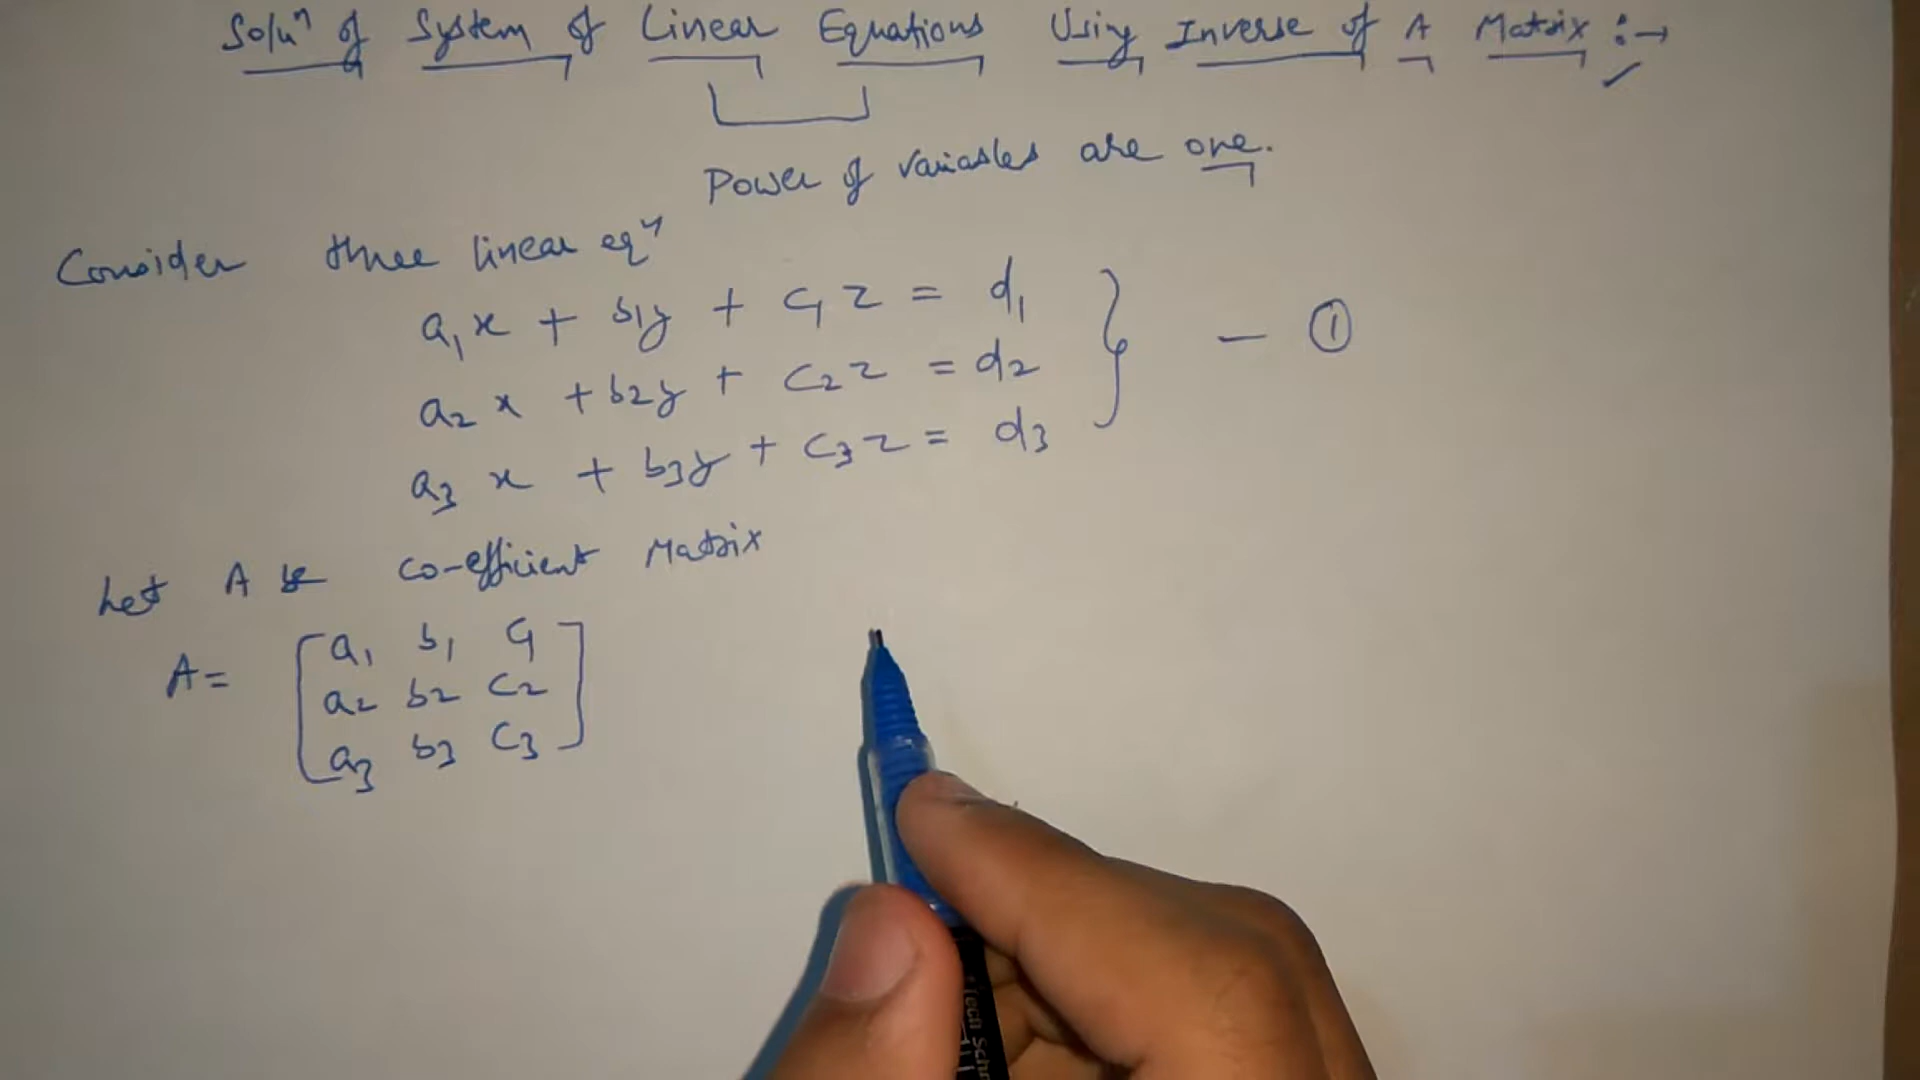 Soluⁿ of System of Linear Equations Using Inverse of A Matrix :→
Power of variables are one.
Consider three linear eqⁿ
a₁x + b₁y + c₁z = d₁
a₂x + b₂y + c₂z = d₂ } — ①
a₃x + b₃y + c₃z = d₃
Let A be co-efficient Matrix
A = [a₁ b₁ c₁
a₂ b₂ c₂
a₃ b₃ c₃]